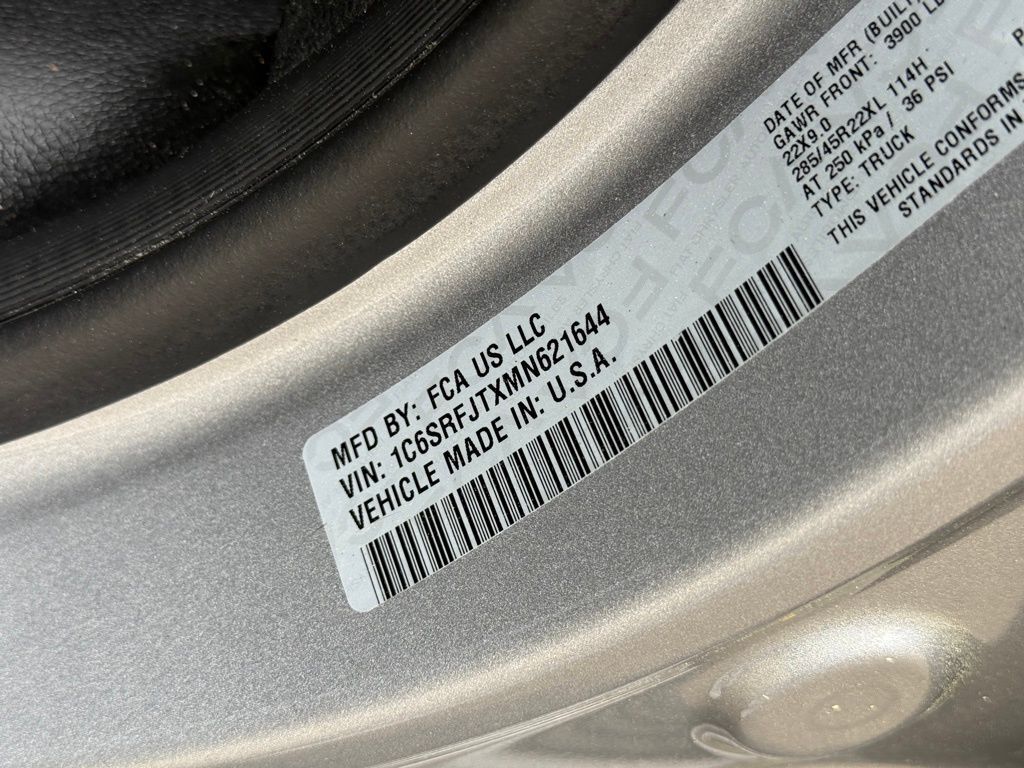 MFD BY: FCA US LLC
VIN: 1C6SRFJTXMN621644
VEHICLE MADE IN: U.S.A.
DATE OF MFR (BUILT)
GAWR FRONT: 3900 LB
22X9.0
285/45R22XL 114H
AT 250 kPa / 36 PSI
TYPE: TRUCK
THIS VEHICLE CONFORMS
STANDARDS IN